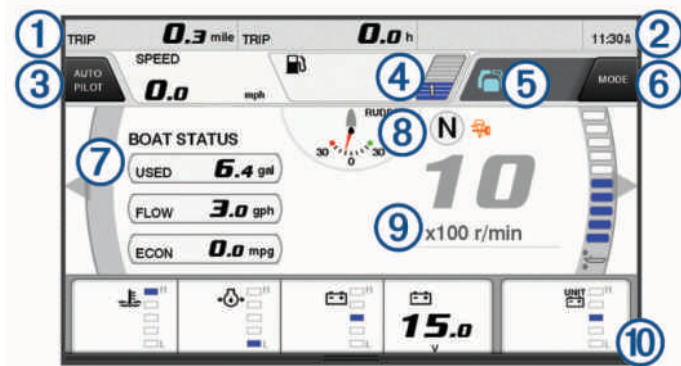 1 TRIP 0.3 mile TRIP 0.0 h 11:30 2
3 AUTO PILOT SPEED 0.0 mph 4 5 MODE 6
7 BOAT STATUS
30 0 30 8 N
USED 6.4 gal
FLOW 3.0 gph
ECON 0.0 mpg
10
9 x100 r/min
H L
H L
H L
15.0 V
UNIT H L
10